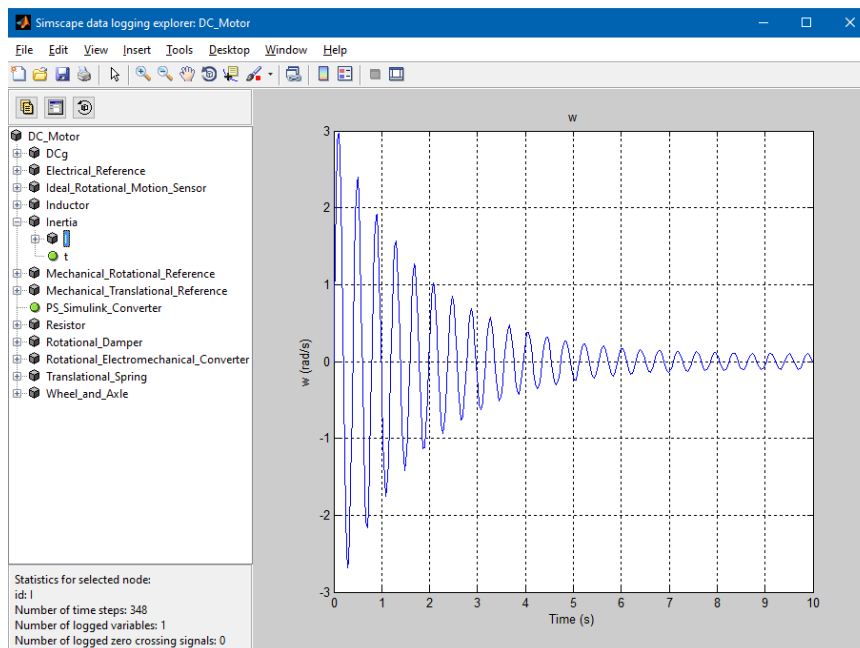 Simscape data logging explorer: DC_Motor
File Edit View Insert Tools Desktop Window Help
DC_Motor
DCg
Electrical_Reference
Ideal_Rotational_Motion_Sensor
Inductor
Inertia
I
t
Mechanical_Rotational_Reference
Mechanical_Translational_Reference
PS_Simulink_Converter
Resistor
Rotational_Damper
Rotational_Electromechanical_Converter
Translational_Spring
Wheel_and_Axle
Statistics for selected node:
id: I
Number of time steps: 348
Number of logged variables: 1
Number of logged zero crossing signals: 0
w
3
2
1
0
-1
-2
-3
w (rad/s)
0 1 2 3 4 5 6 7 8 9 10
Time (s)